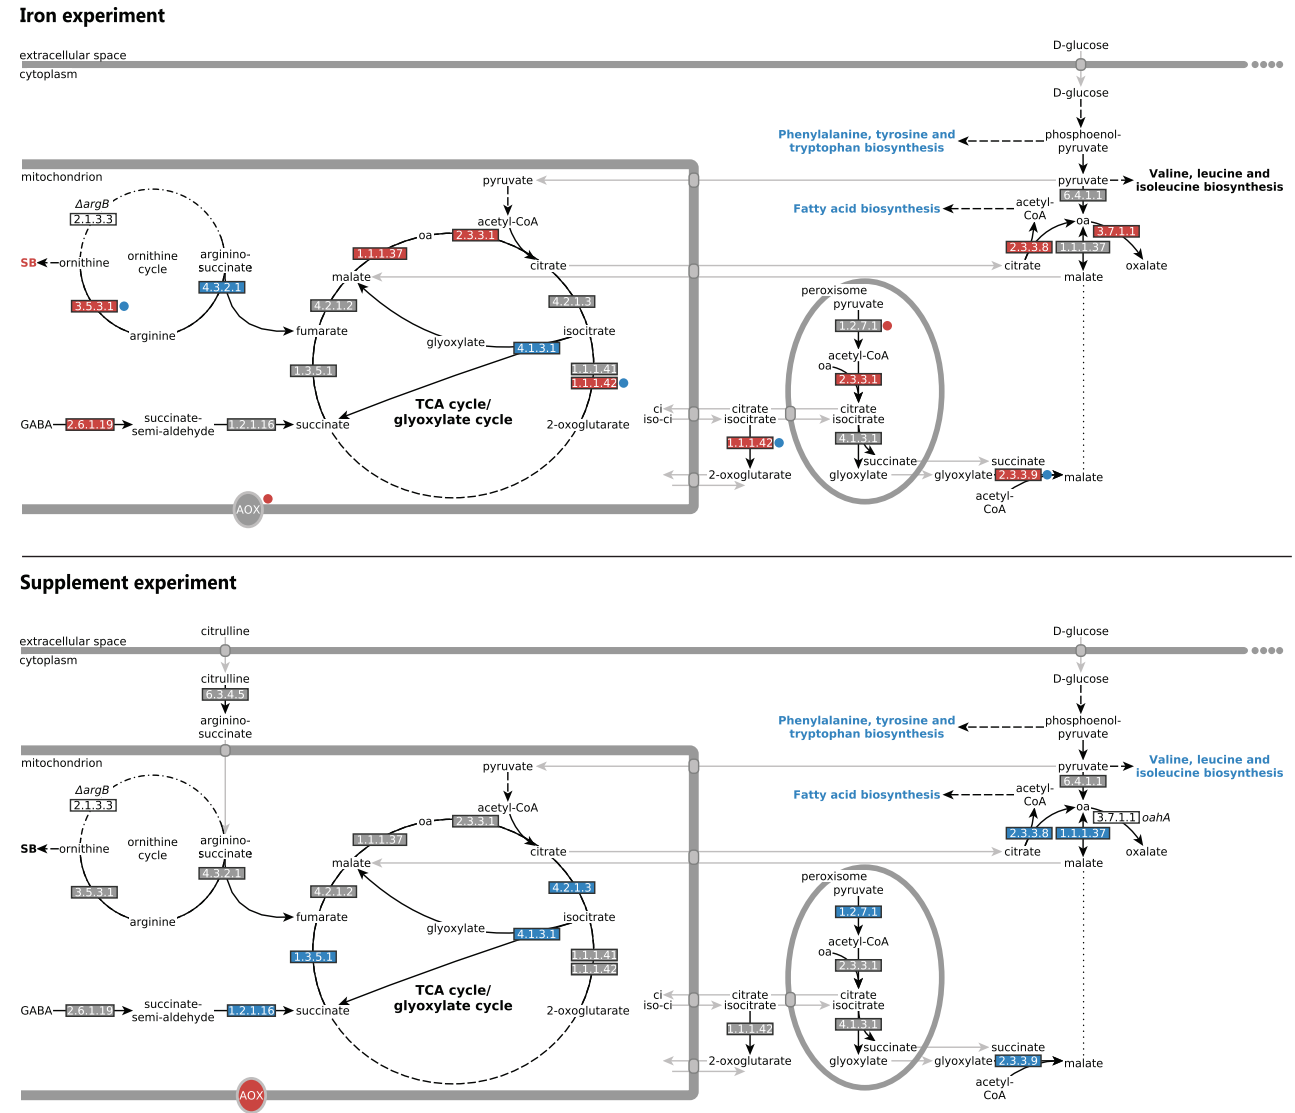 Iron experiment
extracellular space
cytoplasm
D-glucose
D-glucose
phosphoenol-
pyruvate
Phenylalanine, tyrosine and
tryptophan biosynthesis
mitochondrion
pyruvate
pyruvate
Valine, leucine and
isoleucine biosynthesis
6.4.1.1
ΔargB
2.1.3.3
acetyl-
CoA
Fatty acid biosynthesis
acetyl-CoA
oa
oa
2.3.3.1
3.7.1.1
1.1.1.37
2.3.3.8
1.1.1.37
SB
ornithine
ornithine
cycle
arginino-
succinate
citrate
citrate
oxalate
malate
malate
4.3.2.1
peroxisome
pyruvate
3.5.3.1
4.2.1.2
4.2.1.3
1.2.7.1
arginine
fumarate
isocitrate
glyoxylate
4.1.3.1
acetyl-CoA
oa
1.3.5.1
1.1.1.41
1.1.1.42
2.3.3.1
TCA cycle/
glyoxylate cycle
ci
iso-ci
citrate
isocitrate
citrate
isocitrate
GABA
2.6.1.19
succinate-
semi-aldehyde
1.2.1.16
succinate
2-oxoglutarate
1.1.1.42
4.1.3.1
succinate
succinate
2-oxoglutarate
glyoxylate
glyoxylate
2.3.3.9
malate
acetyl-
CoA
AOX
Supplement experiment
citrulline
extracellular space
cytoplasm
D-glucose
citrulline
6.3.4.5
arginino-
succinate
D-glucose
phosphoenol-
pyruvate
Phenylalanine, tyrosine and
tryptophan biosynthesis
mitochondrion
pyruvate
pyruvate
Valine, leucine and
isoleucine biosynthesis
6.4.1.1
ΔargB
2.1.3.3
acetyl-
CoA
Fatty acid biosynthesis
acetyl-CoA
oa
oa
2.3.3.1
3.7.1.1
oahA
1.1.1.37
2.3.3.8
1.1.1.37
SB
ornithine
ornithine
cycle
arginino-
succinate
citrate
citrate
oxalate
malate
malate
4.3.2.1
peroxisome
pyruvate
3.5.3.1
4.2.1.2
4.2.1.3
1.2.7.1
arginine
fumarate
isocitrate
glyoxylate
4.1.3.1
acetyl-CoA
oa
1.3.5.1
1.1.1.41
1.1.1.42
2.3.3.1
TCA cycle/
glyoxylate cycle
ci
iso-ci
citrate
isocitrate
citrate
isocitrate
GABA
2.6.1.19
succinate-
semi-aldehyde
1.2.1.16
succinate
2-oxoglutarate
1.1.1.42
4.1.3.1
succinate
succinate
2-oxoglutarate
glyoxylate
glyoxylate
2.3.3.9
malate
acetyl-
CoA
AOX